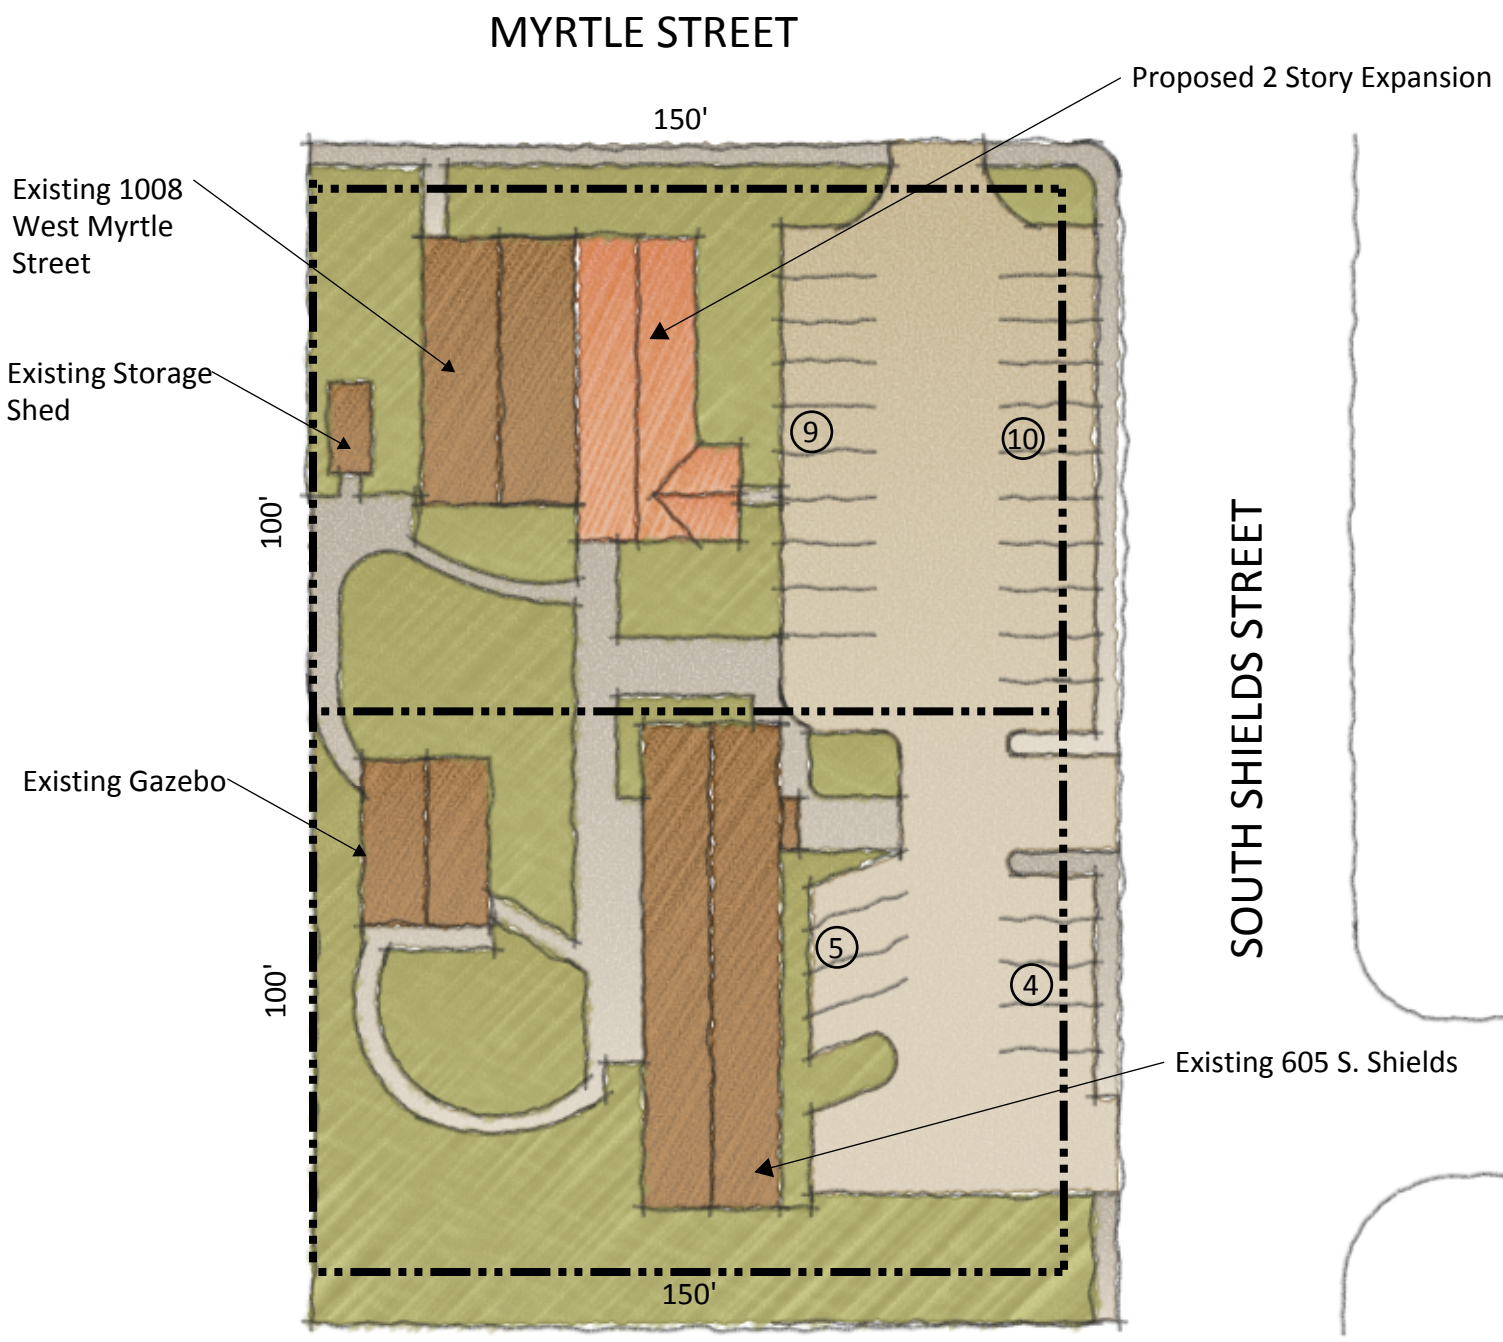 MYRTLE STREET
Proposed 2 Story Expansion
150'
Existing 1008
West Myrtle
Street
Existing Storage
Shed
9
10
100'
SOUTH SHIELDS STREET
Existing Gazebo
5
4
100'
Existing 605 S. Shields
150'